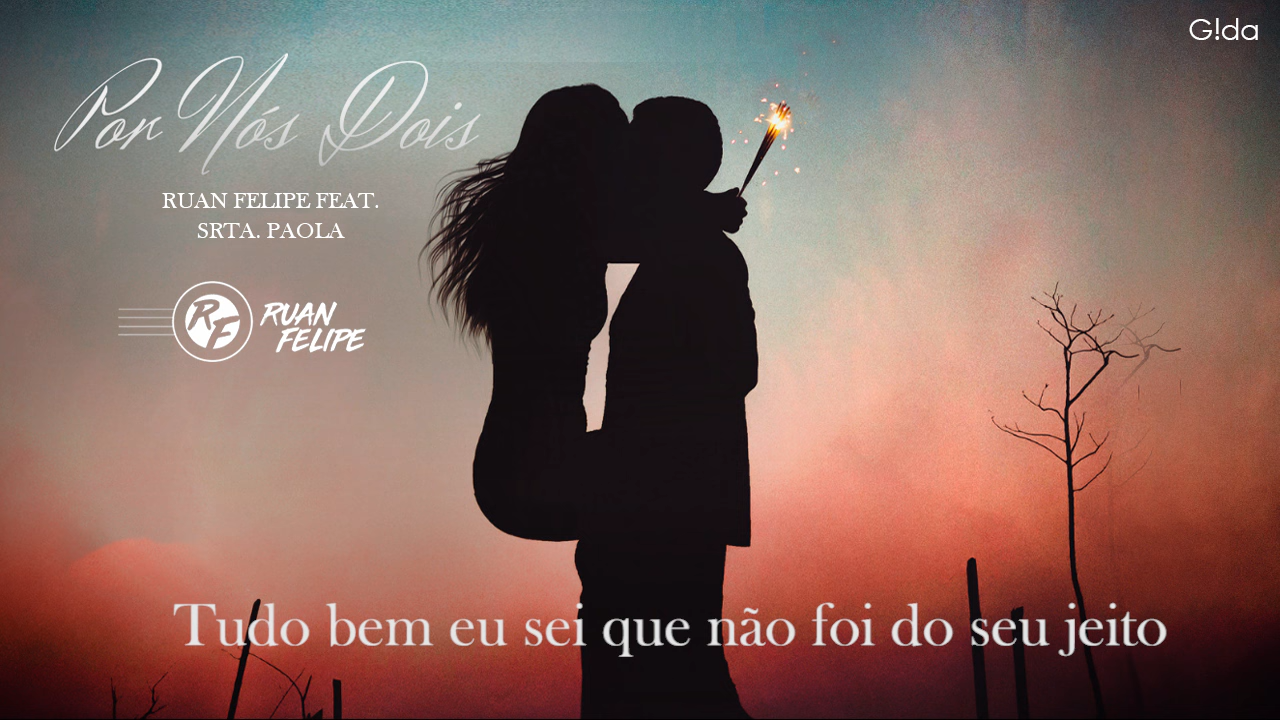 G!da
Por Nós Dois
RUAN FELIPE FEAT.
SRTA. PAOLA
RF
RUAN
FELIPE
Tudo bem eu sei que não foi do seu jeito